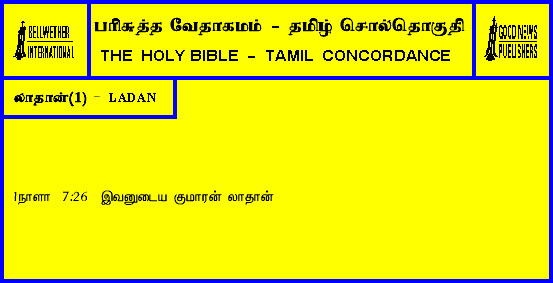 BELLWETHER
INTERNATIONAL
பரிசுத்த வேதாகமம் - தமிழ் சொல்தொகுதி
THE HOLY BIBLE - TAMIL CONCORDANCE
GOOD NEWS
PUBLISHERS
லாதான்(1) - LADAN
1நாளா 7:26 இவனுடைய குமாரன் லாதான்